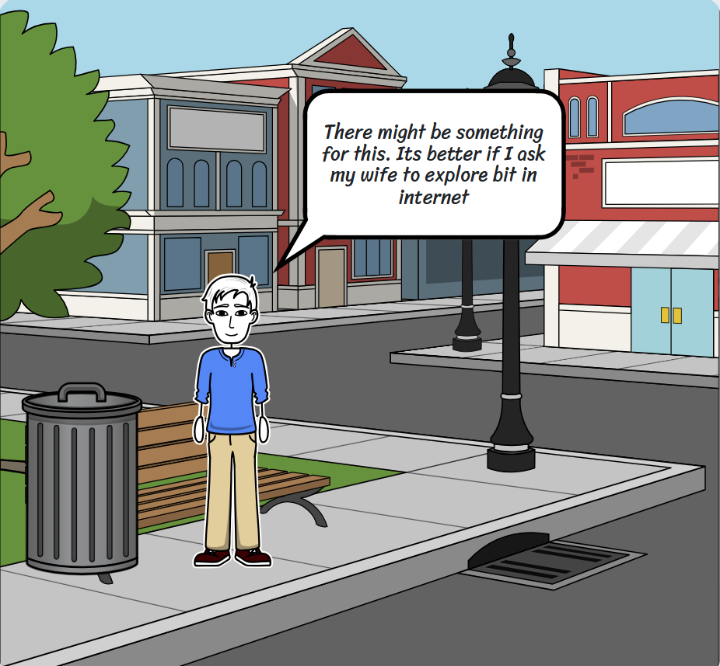 There might be something
for this. Its better if I ask
my wife to explore bit in
internet